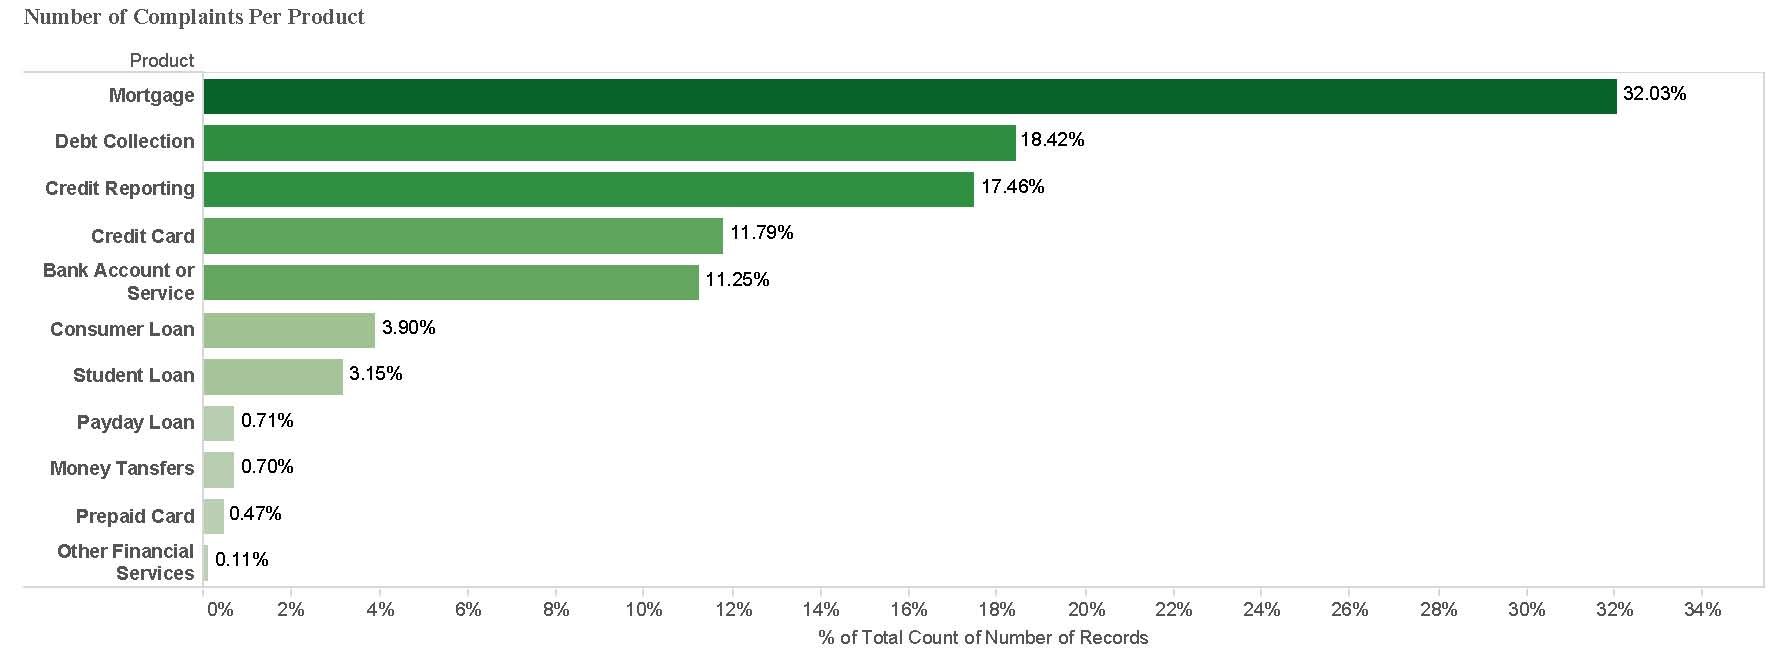 Number of Complaints Per Product
Product
Mortgage 32.03%
Debt Collection 18.42%
Credit Reporting 17.46%
Credit Card 11.79%
Bank Account or
Service 11.25%
Consumer Loan 3.90%
Student Loan 3.15%
Payday Loan 0.71%
Money Tansfers 0.70%
Prepaid Card 0.47%
Other Financial
Services 0.11%
0% 2% 4% 6% 8% 10% 12% 14% 16% 18% 20% 22% 24% 26% 28% 30% 32% 34%
% of Total Count of Number of Records